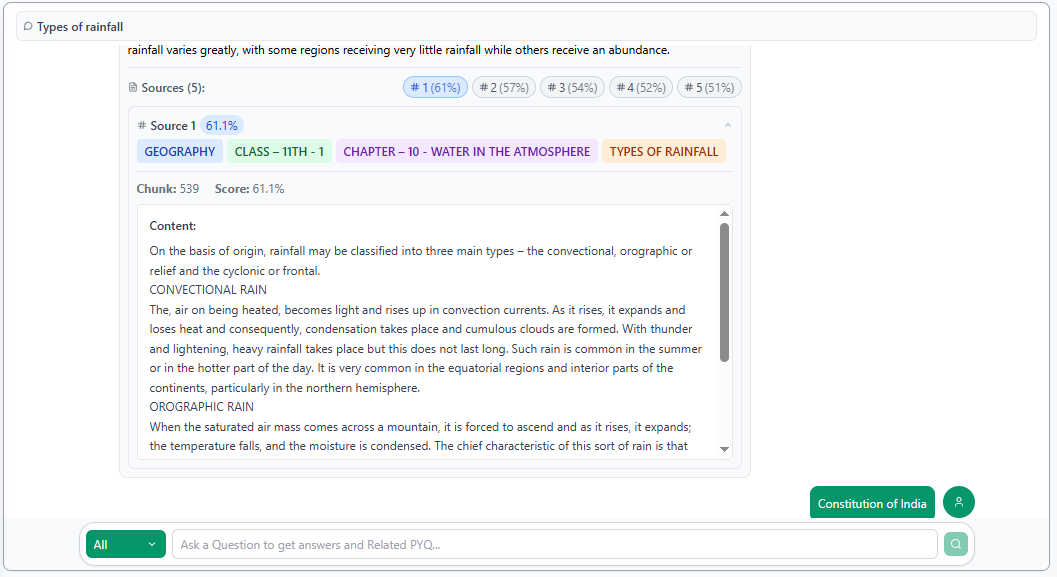 Types of rainfall
rainfall varies greatly, with some regions receiving very little rainfall while others receive an abundance.
Sources (5):
# 1 (61%)
# 2 (57%)
# 3 (54%)
# 4 (52%)
# 5 (51%)
# Source 1 61.1%
GEOGRAPHY
CLASS – 11TH - 1
CHAPTER – 10 - WATER IN THE ATMOSPHERE
TYPES OF RAINFALL
Chunk: 539 Score: 61.1%
Content:
On the basis of origin, rainfall may be classified into three main types – the convectional, orographic or
relief and the cyclonic or frontal.
CONVECTIONAL RAIN
The, air on being heated, becomes light and rises up in convection currents. As it rises, it expands and
loses heat and consequently, condensation takes place and cumulous clouds are formed. With thunder
and lightening, heavy rainfall takes place but this does not last long. Such rain is common in the summer
or in the hotter part of the day. It is very common in the equatorial regions and interior parts of the
continents, particularly in the northern hemisphere.
OROGRAPHIC RAIN
When the saturated air mass comes across a mountain, it is forced to ascend and as it rises, it expands;
the temperature falls, and the moisture is condensed. The chief characteristic of this sort of rain is that
Constitution of India
All
Ask a Question to get answers and Related PYQ...